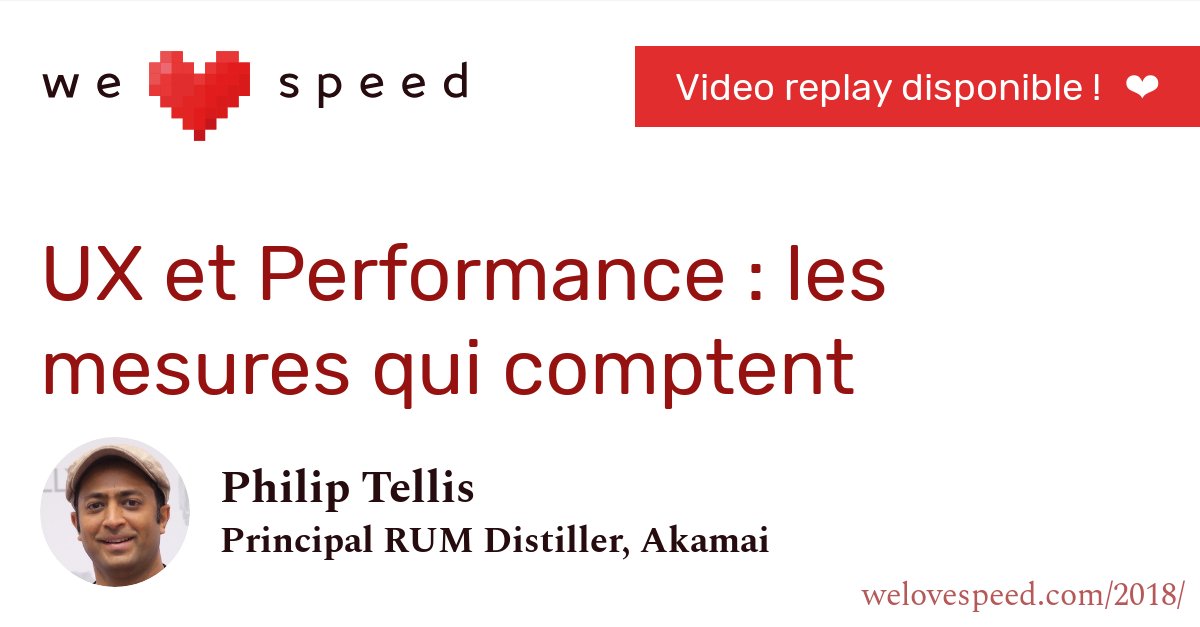 we speed
Video replay disponible ! ❤
UX et Performance : les
mesures qui comptent
Philip Tellis
Principal RUM Distiller, Akamai
welovespeed.com/2018/